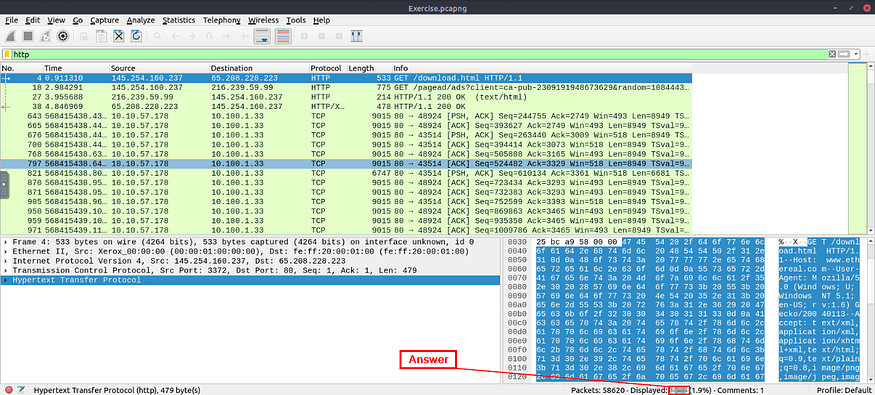 Exercise.pcapng
File Edit View Go Capture Analyze Statistics Telephony Wireless Tools Help
http
No. Time Source Destination Protocol Length Info
4 0.911310 145.254.160.237 65.208.228.223 HTTP 533 GET /download.html HTTP/1.1
18 2.984291 145.254.160.237 216.239.59.99 HTTP 775 GET /pagead/ads?client=ca-pub-2309191948673629&random=1084443…
27 3.955688 216.239.59.99 145.254.160.237 HTTP 214 HTTP/1.1 200 OK (text/html)
38 4.846969 65.208.228.223 145.254.160.237 HTTP/X… 478 HTTP/1.1 200 OK
643 568415438.43… 10.10.57.178 10.100.1.33 TCP 9015 80 → 48924 [PSH, ACK] Seq=244755 Ack=2749 Win=493 Len=8949 TS…
665 568415438.44… 10.10.57.178 10.100.1.33 TCP 9015 80 → 48924 [ACK] Seq=393627 Ack=2749 Win=493 Len=8949 TSval=9…
676 568415438.44… 10.10.57.178 10.100.1.33 TCP 9015 80 → 43514 [PSH, ACK] Seq=263440 Ack=3009 Win=518 Len=8949 TS…
700 568415438.44… 10.10.57.178 10.100.1.33 TCP 9015 80 → 43514 [ACK] Seq=394414 Ack=3073 Win=518 Len=8949 TSval=9…
768 568415438.63… 10.10.57.178 10.100.1.33 TCP 9015 80 → 48924 [ACK] Seq=505808 Ack=3165 Win=493 Len=8949 TSval=9…
797 568415438.64… 10.10.57.178 10.100.1.33 TCP 9015 80 → 43514 [ACK] Seq=524482 Ack=3329 Win=518 Len=8949 TSval=9…
821 568415438.80… 10.10.57.178 10.100.1.33 TCP 6747 80 → 43514 [PSH, ACK] Seq=610134 Ack=3361 Win=518 Len=6681 TS…
870 568415438.95… 10.10.57.178 10.100.1.33 TCP 9015 80 → 48924 [ACK] Seq=723434 Ack=3293 Win=493 Len=8949 TSval=9…
871 568415438.95… 10.10.57.178 10.100.1.33 TCP 9015 80 → 48924 [ACK] Seq=732383 Ack=3293 Win=493 Len=8949 TSval=9…
905 568415438.96… 10.10.57.178 10.100.1.33 TCP 9015 80 → 43514 [ACK] Seq=752599 Ack=3393 Win=518 Len=8949 TSval=9…
950 568415439.10… 10.10.57.178 10.100.1.33 TCP 9015 80 → 48924 [ACK] Seq=869863 Ack=3465 Win=493 Len=8949 TSval=9…
959 568415439.10… 10.10.57.178 10.100.1.33 TCP 9015 80 → 48924 [ACK] Seq=935350 Ack=3465 Win=493 Len=8949 TSval=9…
971 568415439.11… 10.10.57.178 10.100.1.33 TCP 9015 80 → 48924 [ACK] Seq=1009786 Ack=3465 Win=493 Len=8949 TSval=…
Frame 4: 533 bytes on wire (4264 bits), 533 bytes captured (4264 bits) on interface unknown, id 0
Ethernet II, Src: Xerox_00:00:00 (00:00:01:00:00:00), Dst: fe:ff:20:00:01:00 (fe:ff:20:00:01:00)
Internet Protocol Version 4, Src: 145.254.160.237, Dst: 65.208.228.223
Transmission Control Protocol, Src Port: 3372, Dst Port: 80, Seq: 1, Ack: 1, Len: 479
Hypertext Transfer Protocol
0030 25 bc a9 58 00 00 47 45 54 20 2f 64 6f 77 6e 6c %··X··GET /downl
0040 6f 61 64 2e 68 74 6d 6c 20 48 54 54 50 2f 31 2e oad.html HTTP/1.
0050 31 0d 0a 48 6f 73 74 3a 20 77 77 77 2e 65 74 68 1··Host: www.eth
0060 65 72 65 61 6c 2e 63 6f 6d 0d 0a 55 73 65 72 2d ereal.co m··User-
0070 41 67 65 6e 74 3a 20 4d 6f 7a 69 6c 6c 61 2f 35 Agent: M ozilla/5
0080 2e 30 20 28 57 69 6e 64 6f 77 73 3b 20 55 3b 20 .0 (Wind ows; U;
0090 57 69 6e 64 6f 77 73 20 4e 54 20 35 2e 31 3b 20 Windows NT 5.1;
00a0 65 6e 2d 55 53 3b 20 72 76 3a 31 2e 36 29 20 47 en-US; r v:1.6) G
00b0 65 63 6b 6f 2f 32 30 30 34 30 31 31 33 0d 0a 41 ecko/200 40113··A
00c0 63 63 65 70 74 3a 20 74 65 78 74 2f 78 6d 6c 2c ccept: t ext/xml,
00d0 61 70 70 6c 69 63 61 74 69 6f 6e 2f 78 6d 6c 2c applicat ion/xml,
00e0 61 70 70 6c 69 63 61 74 69 6f 6e 2f 78 68 74 6d applicat ion/xhtm
00f0 6c 2b 78 6d 6c 2c 74 65 78 74 2f 68 74 6d 6c 3b l+xml,te xt/html;
0100 71 3d 30 2e 39 2c 74 65 78 74 2f 70 6c 61 69 6e q=0.9,te xt/plain
0110 3b 71 3d 30 2e 38 2c 69 6d 61 67 65 2f 70 6e 67 ;q=0.8,i mage/png
0120 2c 69 6d 61 67 65 2f 6a 70 65 67 2c 69 6d 61 67 ,image/j peg,imag
Answer
Hypertext Transfer Protocol (http), 479 byte(s) Packets: 58620 · Displayed: (1.9%) · Comments: 1 Profile: Default